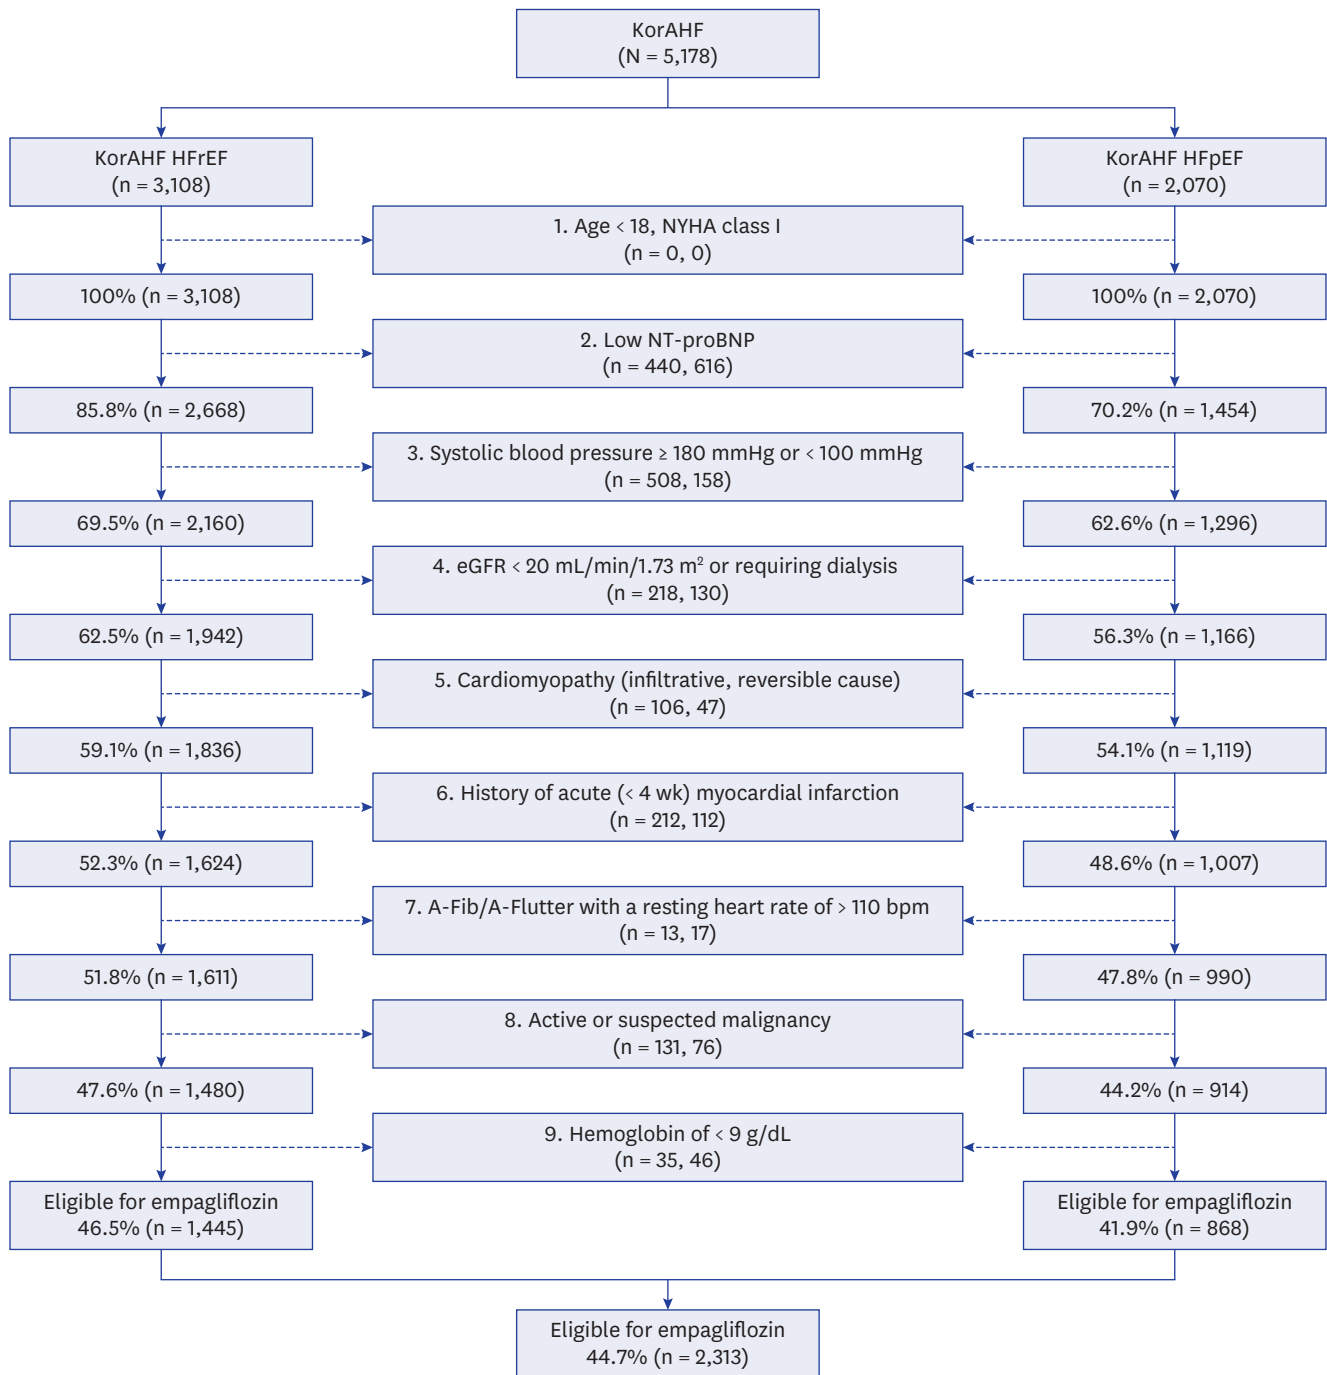 KorAHF
(N = 5,178)
KorAHF HFrEF
(n = 3,108)
KorAHF HFpEF
(n = 2,070)
1. Age < 18, NYHA class I
(n = 0, 0)
100% (n = 3,108)
100% (n = 2,070)
2. Low NT-proBNP
(n = 440, 616)
85.8% (n = 2,668)
70.2% (n = 1,454)
3. Systolic blood pressure ≥ 180 mmHg or < 100 mmHg
(n = 508, 158)
69.5% (n = 2,160)
62.6% (n = 1,296)
4. eGFR < 20 mL/min/1.73 m² or requiring dialysis
(n = 218, 130)
62.5% (n = 1,942)
56.3% (n = 1,166)
5. Cardiomyopathy (infiltrative, reversible cause)
(n = 106, 47)
59.1% (n = 1,836)
54.1% (n = 1,119)
6. History of acute (< 4 wk) myocardial infarction
(n = 212, 112)
52.3% (n = 1,624)
48.6% (n = 1,007)
7. A-Fib/A-Flutter with a resting heart rate of > 110 bpm
(n = 13, 17)
51.8% (n = 1,611)
47.8% (n = 990)
8. Active or suspected malignancy
(n = 131, 76)
47.6% (n = 1,480)
44.2% (n = 914)
9. Hemoglobin of < 9 g/dL
(n = 35, 46)
Eligible for empagliflozin
46.5% (n = 1,445)
Eligible for empagliflozin
41.9% (n = 868)
Eligible for empagliflozin
44.7% (n = 2,313)